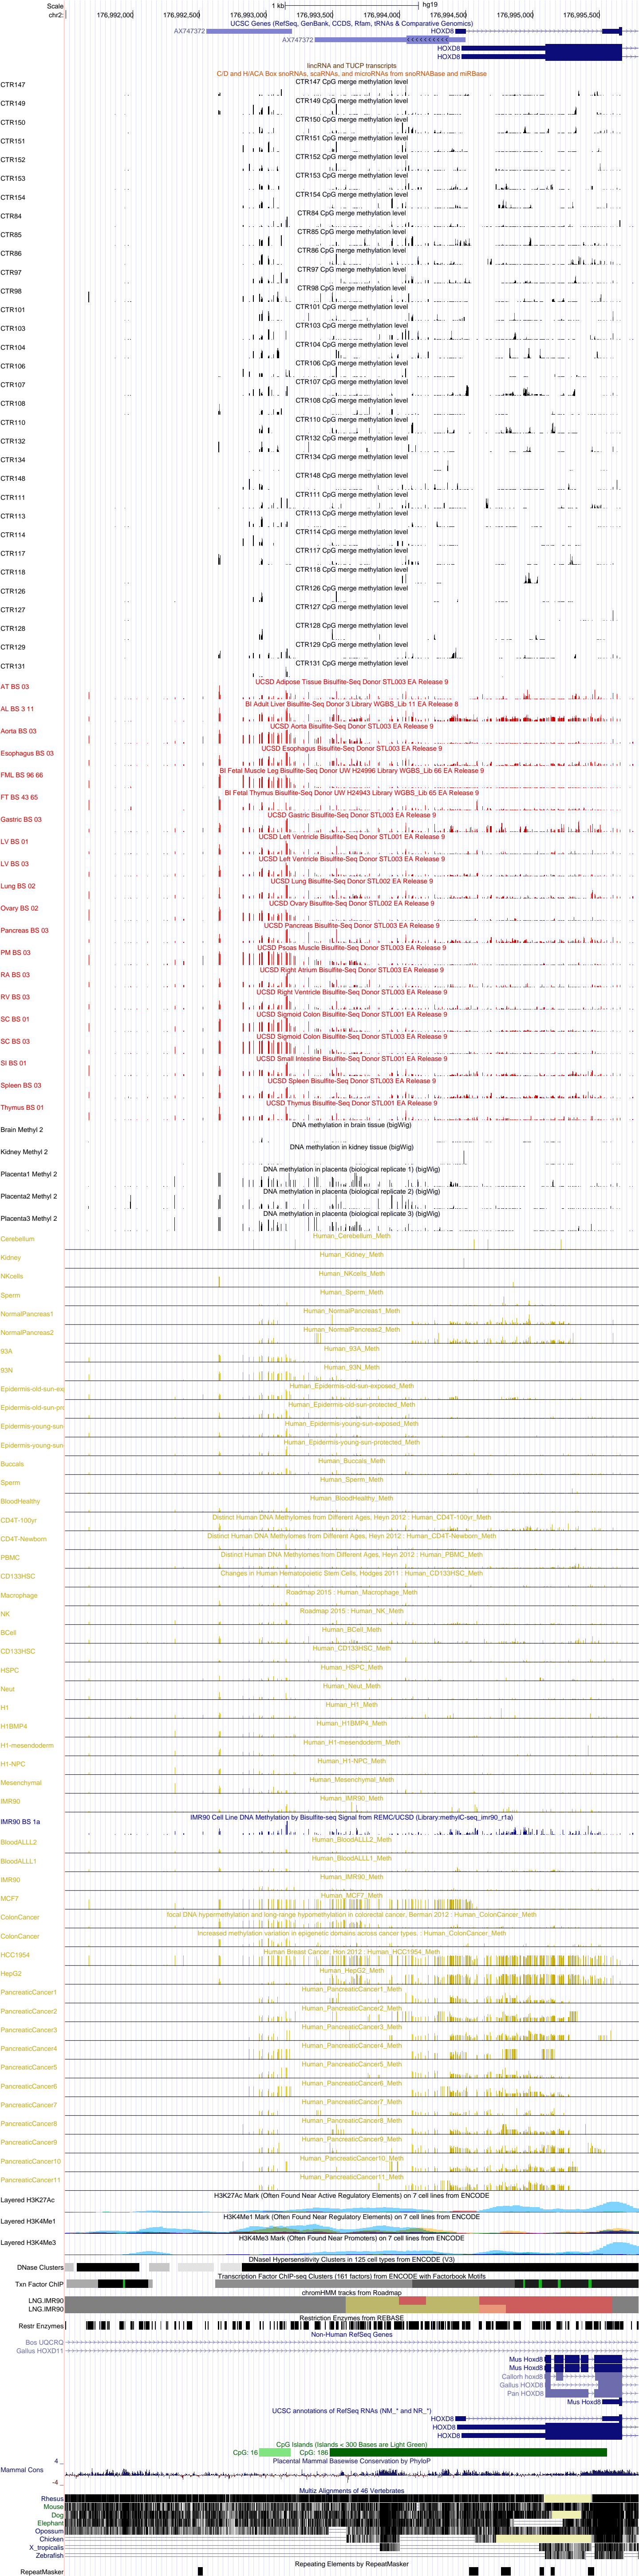 Scale 1 kb hg19
chr2: 176,992,000 176,992,500 176,993,000 176,993,500 176,994,000 176,994,500 176,995,000 176,995,500
UCSC Genes (RefSeq, GenBank, CCDS, Rfam, tRNAs & Comparative Genomics)
AX747372 HOXD8
AX747372
HOXD8
HOXD8
lincRNA and TUCP transcripts
C/D and H/ACA Box snoRNAs, scaRNAs, and microRNAs from snoRNABase and miRBase
CTR147 CpG merge methylation level
CTR147
CTR149 CpG merge methylation level
CTR149
CTR150 CpG merge methylation level
CTR150
CTR151 CpG merge methylation level
CTR151
CTR152 CpG merge methylation level
CTR152
CTR153 CpG merge methylation level
CTR153
CTR154 CpG merge methylation level
CTR154
CTR84 CpG merge methylation level
CTR84
CTR85 CpG merge methylation level
CTR85
CTR86 CpG merge methylation level
CTR86
CTR97 CpG merge methylation level
CTR97
CTR98 CpG merge methylation level
CTR98
CTR101 CpG merge methylation level
CTR101
CTR103 CpG merge methylation level
CTR103
CTR104 CpG merge methylation level
CTR104
CTR106 CpG merge methylation level
CTR106
CTR107 CpG merge methylation level
CTR107
CTR108 CpG merge methylation level
CTR108
CTR110 CpG merge methylation level
CTR110
CTR132 CpG merge methylation level
CTR132
CTR134 CpG merge methylation level
CTR134
CTR148 CpG merge methylation level
CTR148
CTR111 CpG merge methylation level
CTR111
CTR113 CpG merge methylation level
CTR113
CTR114 CpG merge methylation level
CTR114
CTR117 CpG merge methylation level
CTR117
CTR118 CpG merge methylation level
CTR118
CTR126 CpG merge methylation level
CTR126
CTR127 CpG merge methylation level
CTR127
CTR128 CpG merge methylation level
CTR128
CTR129 CpG merge methylation level
CTR129
CTR131 CpG merge methylation level
CTR131
UCSD Adipose Tissue Bisulfite-Seq Donor STL003 EA Release 9
AT BS 03
BI Adult Liver Bisulfite-Seq Donor 3 Library WGBS_Lib 11 EA Release 8
AL BS 3 11
UCSD Aorta Bisulfite-Seq Donor STL003 EA Release 9
Aorta BS 03
UCSD Esophagus Bisulfite-Seq Donor STL003 EA Release 9
Esophagus BS 03
BI Fetal Muscle Leg Bisulfite-Seq Donor UW H24996 Library WGBS_Lib 66 EA Release 9
FML BS 96 66
BI Fetal Thymus Bisulfite-Seq Donor UW H24943 Library WGBS_Lib 65 EA Release 9
FT BS 43 65
UCSD Gastric Bisulfite-Seq Donor STL003 EA Release 9
Gastric BS 03
UCSD Left Ventricle Bisulfite-Seq Donor STL001 EA Release 9
LV BS 01
UCSD Left Ventricle Bisulfite-Seq Donor STL003 EA Release 9
LV BS 03
UCSD Lung Bisulfite-Seq Donor STL002 EA Release 9
Lung BS 02
UCSD Ovary Bisulfite-Seq Donor STL002 EA Release 9
Ovary BS 02
UCSD Pancreas Bisulfite-Seq Donor STL003 EA Release 9
Pancreas BS 03
UCSD Psoas Muscle Bisulfite-Seq Donor STL003 EA Release 9
PM BS 03
UCSD Right Atrium Bisulfite-Seq Donor STL003 EA Release 9
RA BS 03
UCSD Right Ventricle Bisulfite-Seq Donor STL003 EA Release 9
RV BS 03
UCSD Sigmoid Colon Bisulfite-Seq Donor STL001 EA Release 9
SC BS 01
UCSD Sigmoid Colon Bisulfite-Seq Donor STL003 EA Release 9
SC BS 03
UCSD Small Intestine Bisulfite-Seq Donor STL001 EA Release 9
SI BS 01
UCSD Spleen Bisulfite-Seq Donor STL003 EA Release 9
Spleen BS 03
UCSD Thymus Bisulfite-Seq Donor STL001 EA Release 9
Thymus BS 01
DNA methylation in brain tissue (bigWig)
Brain Methyl 2
DNA methylation in kidney tissue (bigWig)
Kidney Methyl 2
DNA methylation in placenta (biological replicate 1) (bigWig)
Placenta1 Methyl 2
DNA methylation in placenta (biological replicate 2) (bigWig)
Placenta2 Methyl 2
DNA methylation in placenta (biological replicate 3) (bigWig)
Placenta3 Methyl 2
Human_Cerebellum_Meth
Cerebellum
Human_Kidney_Meth
Kidney
Human_NKcells_Meth
NKcells
Human_Sperm_Meth
Sperm
Human_NormalPancreas1_Meth
NormalPancreas1
Human_NormalPancreas2_Meth
NormalPancreas2
Human_93A_Meth
93A
Human_93N_Meth
93N
Human_Epidermis-old-sun-exposed_Meth
Epidermis-old-sun-ex
Human_Epidermis-old-sun-protected_Meth
Epidermis-old-sun-pr
Human_Epidermis-young-sun-exposed_Meth
Epidermis-young-sun
Human_Epidermis-young-sun-protected_Meth
Epidermis-young-sun
Human_Buccals_Meth
Buccals
Human_Sperm_Meth
Sperm
Human_BloodHealthy_Meth
BloodHealthy
Distinct Human DNA Methylomes from Different Ages, Heyn 2012 : Human_CD4T-100yr_Meth
CD4T-100yr
Distinct Human DNA Methylomes from Different Ages, Heyn 2012 : Human_CD4T-Newborn_Meth
CD4T-Newborn
Distinct Human DNA Methylomes from Different Ages, Heyn 2012 : Human_PBMC_Meth
PBMC
Changes in Human Hematopoietic Stem Cells, Hodges 2011 : Human_CD133HSC_Meth
CD133HSC
Roadmap 2015 : Human_Macrophage_Meth
Macrophage
Roadmap 2015 : Human_NK_Meth
NK
Human_BCell_Meth
BCell
Human_CD133HSC_Meth
CD133HSC
Human_HSPC_Meth
HSPC
Human_Neut_Meth
Neut
Human_H1_Meth
H1
Human_H1BMP4_Meth
H1BMP4
Human_H1-mesendoderm_Meth
H1-mesendoderm
Human_H1-NPC_Meth
H1-NPC
Human_Mesenchymal_Meth
Mesenchymal
Human_IMR90_Meth
IMR90
IMR90 Cell Line DNA Methylation by Bisulfite-seq Signal from REMC/UCSD (Library:methylC-seq_imr90_r1a)
IMR90 BS 1a
Human_BloodALLL2_Meth
BloodALLL2
Human_BloodALLL1_Meth
BloodALLL1
Human_IMR90_Meth
IMR90
Human_MCF7_Meth
MCF7
focal DNA hypermethylation and long-range hypomethylation in colorectal cancer, Berman 2012 : Human_ColonCancer_Meth
ColonCancer
Increased methylation variation in epigenetic domains across cancer types. : Human_ColonCancer_Meth
ColonCancer
Human Breast Cancer, Hon 2012 : Human_HCC1954_Meth
HCC1954
Human_HepG2_Meth
HepG2
Human_PancreaticCancer1_Meth
PancreaticCancer1
Human_PancreaticCancer2_Meth
PancreaticCancer2
Human_PancreaticCancer3_Meth
PancreaticCancer3
Human_PancreaticCancer4_Meth
PancreaticCancer4
Human_PancreaticCancer5_Meth
PancreaticCancer5
Human_PancreaticCancer6_Meth
PancreaticCancer6
Human_PancreaticCancer7_Meth
PancreaticCancer7
Human_PancreaticCancer8_Meth
PancreaticCancer8
Human_PancreaticCancer9_Meth
PancreaticCancer9
Human_PancreaticCancer10_Meth
PancreaticCancer10
Human_PancreaticCancer11_Meth
PancreaticCancer11
H3K27Ac Mark (Often Found Near Active Regulatory Elements) on 7 cell lines from ENCODE
Layered H3K27Ac
H3K4Me1 Mark (Often Found Near Regulatory Elements) on 7 cell lines from ENCODE
Layered H3K4Me1
H3K4Me3 Mark (Often Found Near Promoters) on 7 cell lines from ENCODE
Layered H3K4Me3
DNaseI Hypersensitivity Clusters in 125 cell types from ENCODE (V3)
DNase Clusters
Transcription Factor ChIP-seq Clusters (161 factors) from ENCODE with Factorbook Motifs
Txn Factor ChIP
chromHMM tracks from Roadmap
LNG.IMR90
LNG.IMR90
Restriction Enzymes from REBASE
Restr Enzymes
Non-Human RefSeq Genes
Bos UQCRQ
Gallus HOXD11
Mus Hoxd8
Mus Hoxd8
Callorh hoxd8
Gallus HOXD8
Pan HOXD8
Mus Hoxd8
UCSC annotations of RefSeq RNAs (NM_* and NR_*)
HOXD8
HOXD8
HOXD8
CpG Islands (Islands < 300 Bases are Light Green)
CpG: 16 CpG: 186
Placental Mammal Basewise Conservation by PhyloP
4 _
Mammal Cons
-4 _
Multiz Alignments of 46 Vertebrates
Rhesus
Mouse
Dog
Elephant
Opossum
Chicken
X_tropicalis
Zebrafish
Repeating Elements by RepeatMasker
RepeatMasker